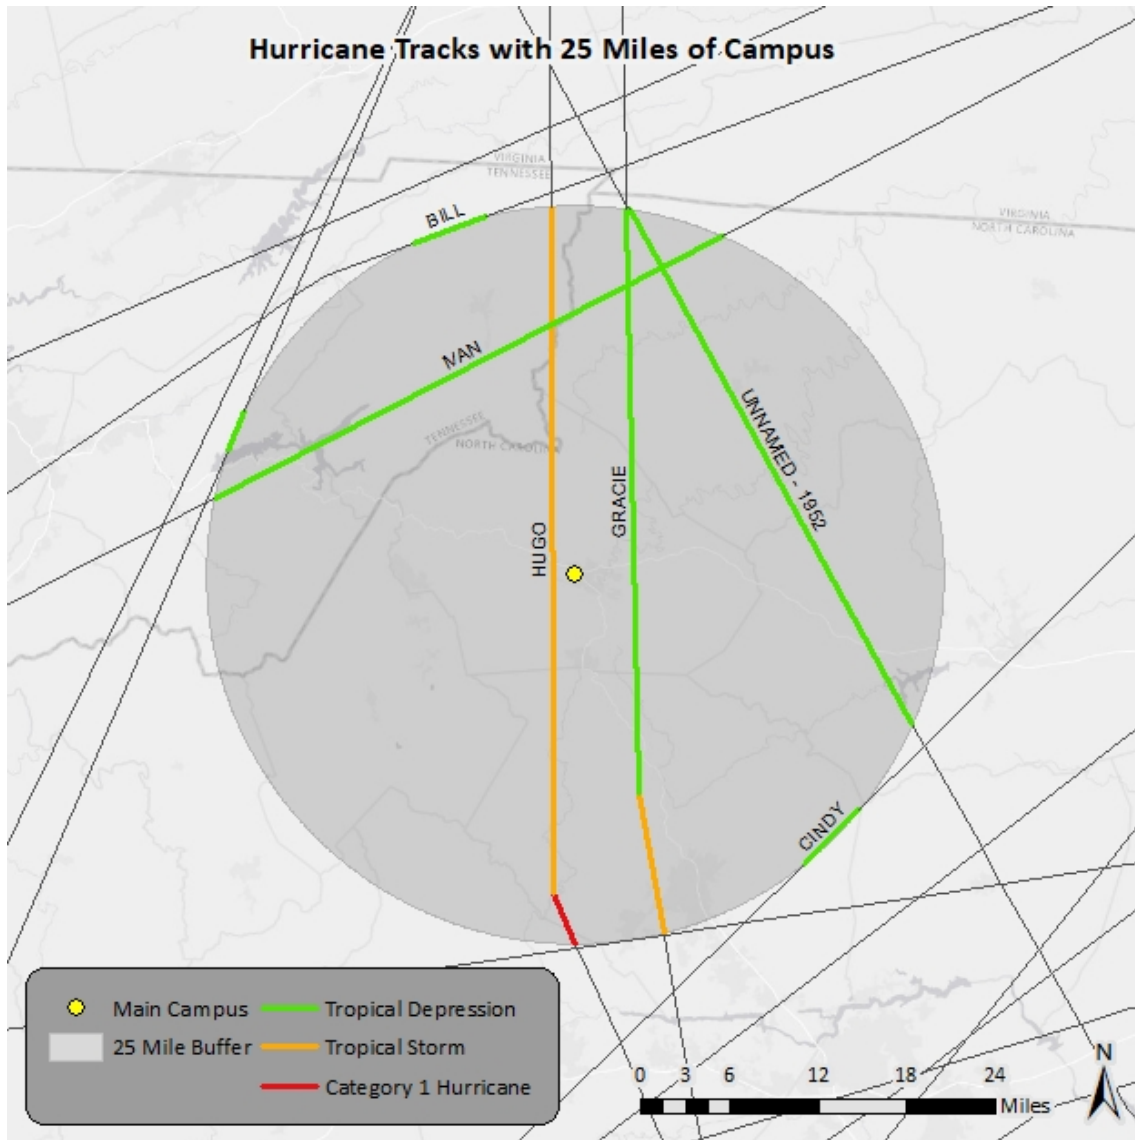 Hurricane Tracks with 25 Miles of Campus
VIRGINIA
TENNESSEE
VIRGINIA
NORTH CAROLINA
BILL
IVAN
TENNESSEE
NORTH CAROLINA
UNNAMED - 1952
GRACIE
HUGO
CINDY
Main Campus
25 Mile Buffer
Tropical Depression
Tropical Storm
Category 1 Hurricane
N
0 3 6 12 18 24
Miles